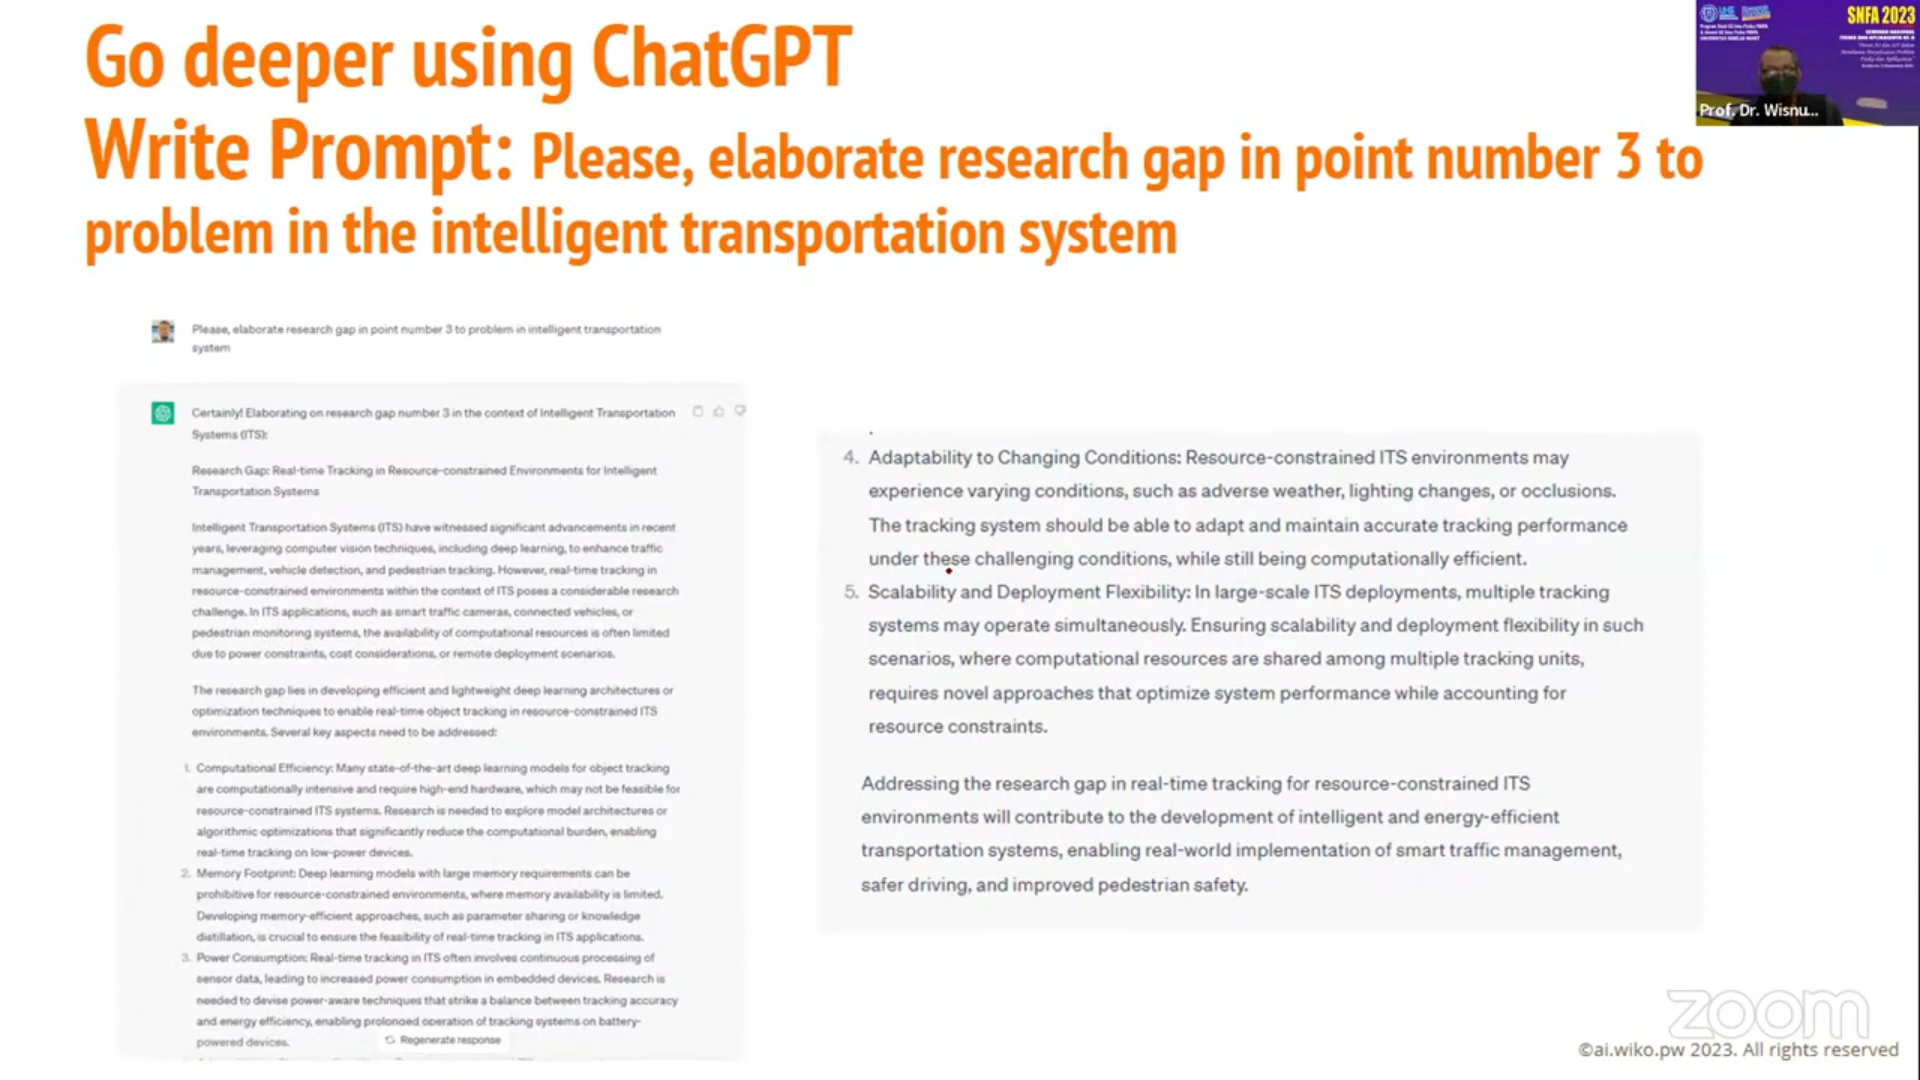 Go deeper using ChatGPT
Write Prompt: Please, elaborate research gap in point number 3 to
problem in the intelligent transportation system
SNFA 2023
Prof. Dr. Wisnu...
Please, elaborate research gap in point number 3 to problem in intelligent transportation
system
Certainly! Elaborating on research gap number 3 in the context of Intelligent Transportation
Systems (ITS):
Research Gap: Real-time Tracking in Resource-constrained Environments for Intelligent
Transportation Systems
Intelligent Transportation Systems (ITS) have witnessed significant advancements in recent
years, leveraging computer vision techniques, including deep learning, to enhance traffic
management, vehicle detection, and pedestrian tracking. However, real-time tracking in
resource-constrained environments within the context of ITS poses a considerable research
challenge. In ITS applications, such as smart traffic cameras, connected vehicles, or
pedestrian monitoring systems, the availability of computational resources is often limited
due to power constraints, cost considerations, or remote deployment scenarios.
The research gap lies in developing efficient and lightweight deep learning architectures or
optimization techniques to enable real-time object tracking in resource-constrained ITS
environments. Several key aspects need to be addressed:
1. Computational Efficiency: Many state-of-the-art deep learning models for object tracking
are computationally intensive and require high-end hardware, which may not be feasible for
resource-constrained ITS systems. Research is needed to explore model architectures or
algorithmic optimizations that significantly reduce the computational burden, enabling
real-time tracking on low-power devices.
2. Memory Footprint: Deep learning models with large memory requirements can be
prohibitive for resource-constrained environments, where memory availability is limited.
Developing memory-efficient approaches, such as parameter sharing or knowledge
distillation, is crucial to ensure the feasibility of real-time tracking in ITS applications.
3. Power Consumption: Real-time tracking in ITS often involves continuous processing of
sensor data, leading to increased power consumption in embedded devices. Research is
needed to devise power-aware techniques that strike a balance between tracking accuracy
and energy efficiency, enabling prolonged operation of tracking systems on battery-
powered devices.
Regenerate response
4. Adaptability to Changing Conditions: Resource-constrained ITS environments may
experience varying conditions, such as adverse weather, lighting changes, or occlusions.
The tracking system should be able to adapt and maintain accurate tracking performance
under these challenging conditions, while still being computationally efficient.
5. Scalability and Deployment Flexibility: In large-scale ITS deployments, multiple tracking
systems may operate simultaneously. Ensuring scalability and deployment flexibility in such
scenarios, where computational resources are shared among multiple tracking units,
requires novel approaches that optimize system performance while accounting for
resource constraints.
Addressing the research gap in real-time tracking for resource-constrained ITS
environments will contribute to the development of intelligent and energy-efficient
transportation systems, enabling real-world implementation of smart traffic management,
safer driving, and improved pedestrian safety.
zoom
©ai.wiko.pw 2023. All rights reserved